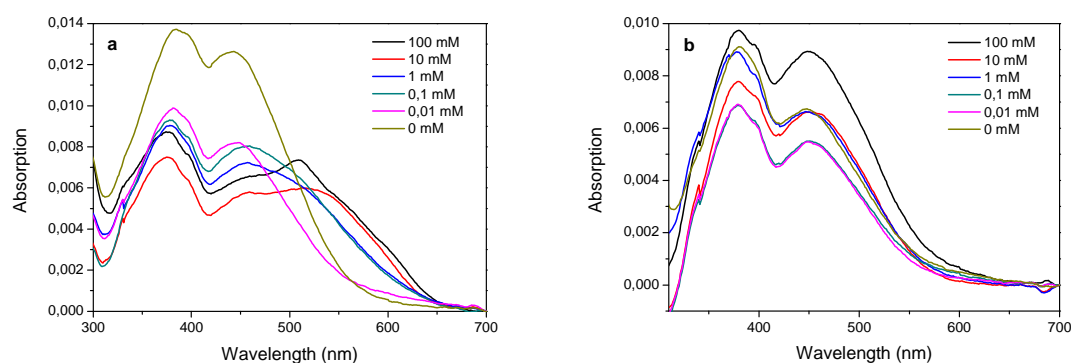 0,014
0,012
0,010
0,008
0,006
0,004
0,002
0,000
Absorption
a
100 mM
10 mM
1 mM
0,1 mM
0,01 mM
0 mM
300
400
500
600
700
Wavelength (nm)
0,010
0,008
0,006
0,004
0,002
0,000
Absorption
b
100 mM
10 mM
1 mM
0,1 mM
0,01 mM
0 mM
400
500
600
700
Wavelength (nm)